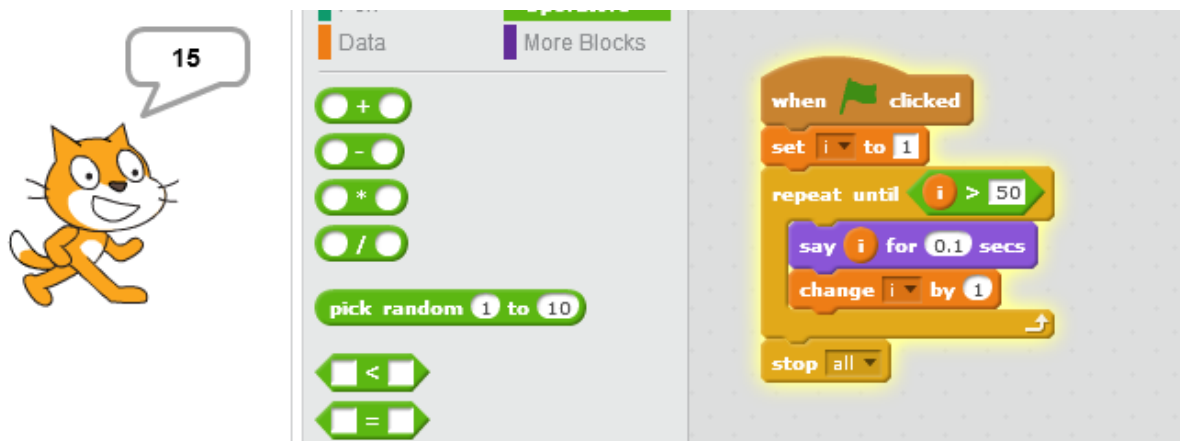 15
Data
More Blocks
+
-
*
/
pick random 1 to 10
<
=
when clicked
set i to 1
repeat until i > 50
say i for 0.1 secs
change i by 1
stop all